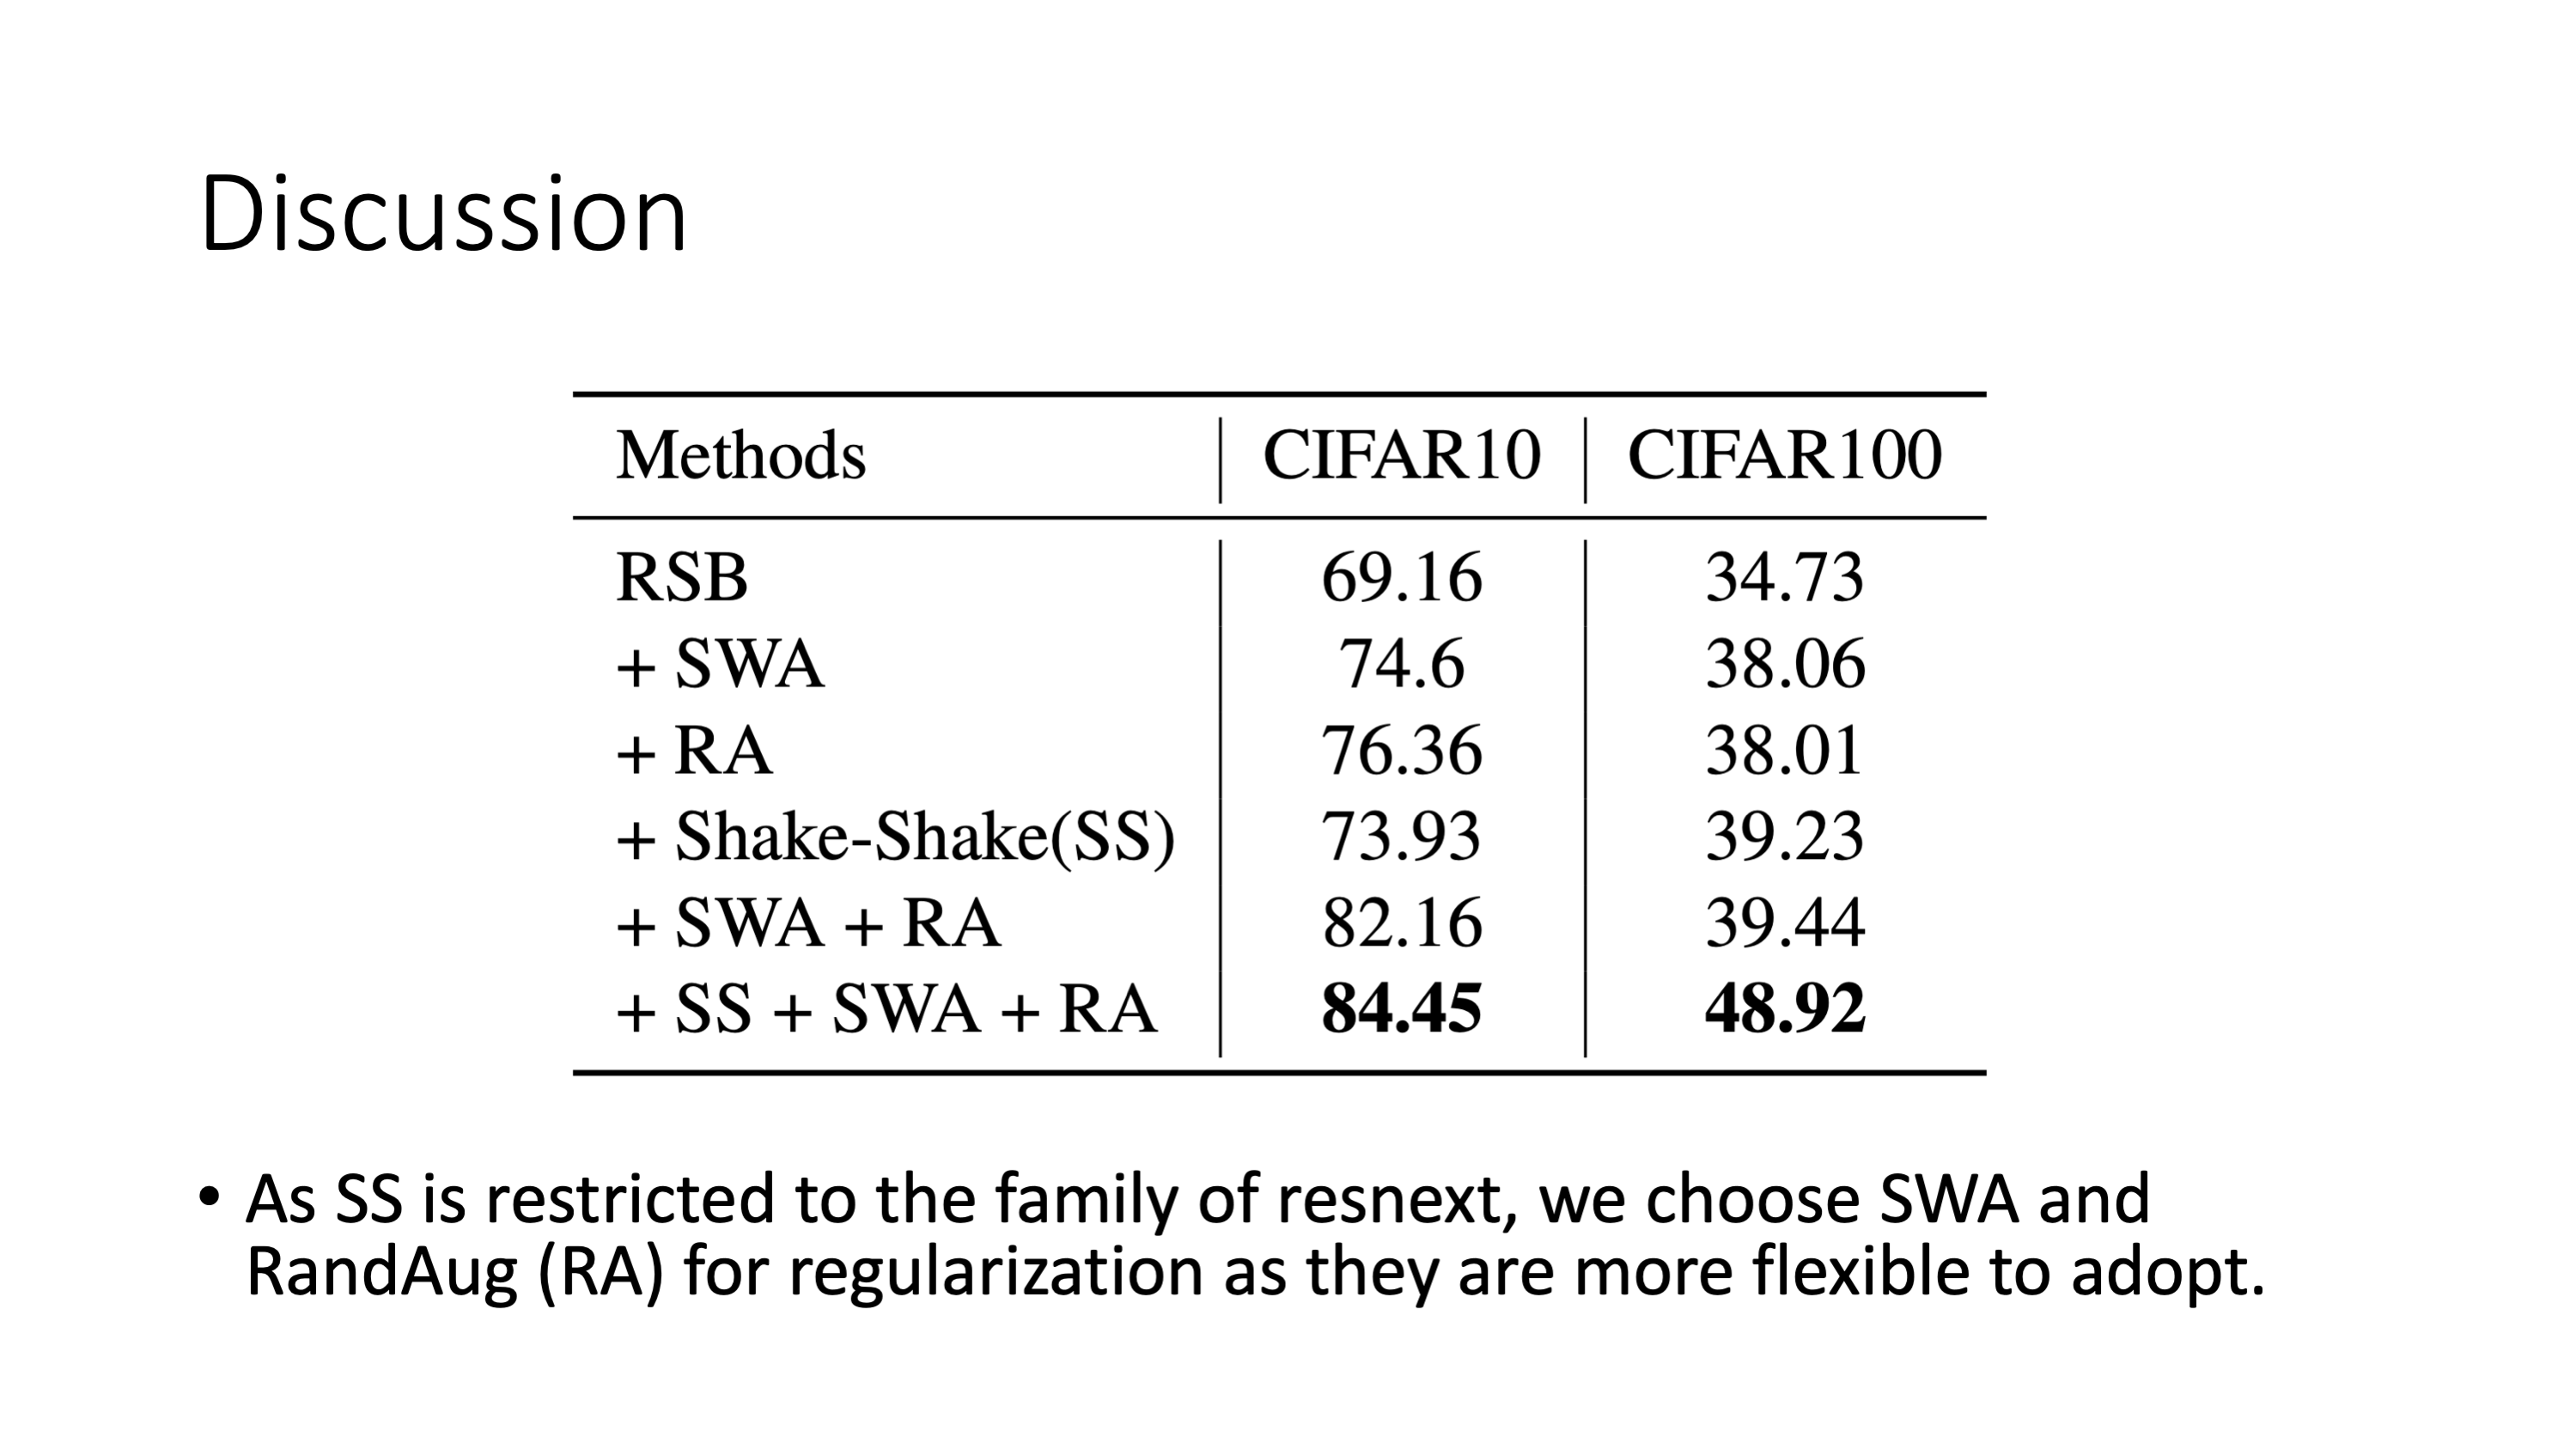 Discussion
Methods CIFAR10 CIFAR100
RSB 69.16 34.73
+ SWA 74.6 38.06
+ RA 76.36 38.01
+ Shake-Shake(SS) 73.93 39.23
+ SWA + RA 82.16 39.44
+ SS + SWA + RA 84.45 48.92
• As SS is restricted to the family of resnext, we choose SWA and
RandAug (RA) for regularization as they are more flexible to adopt.